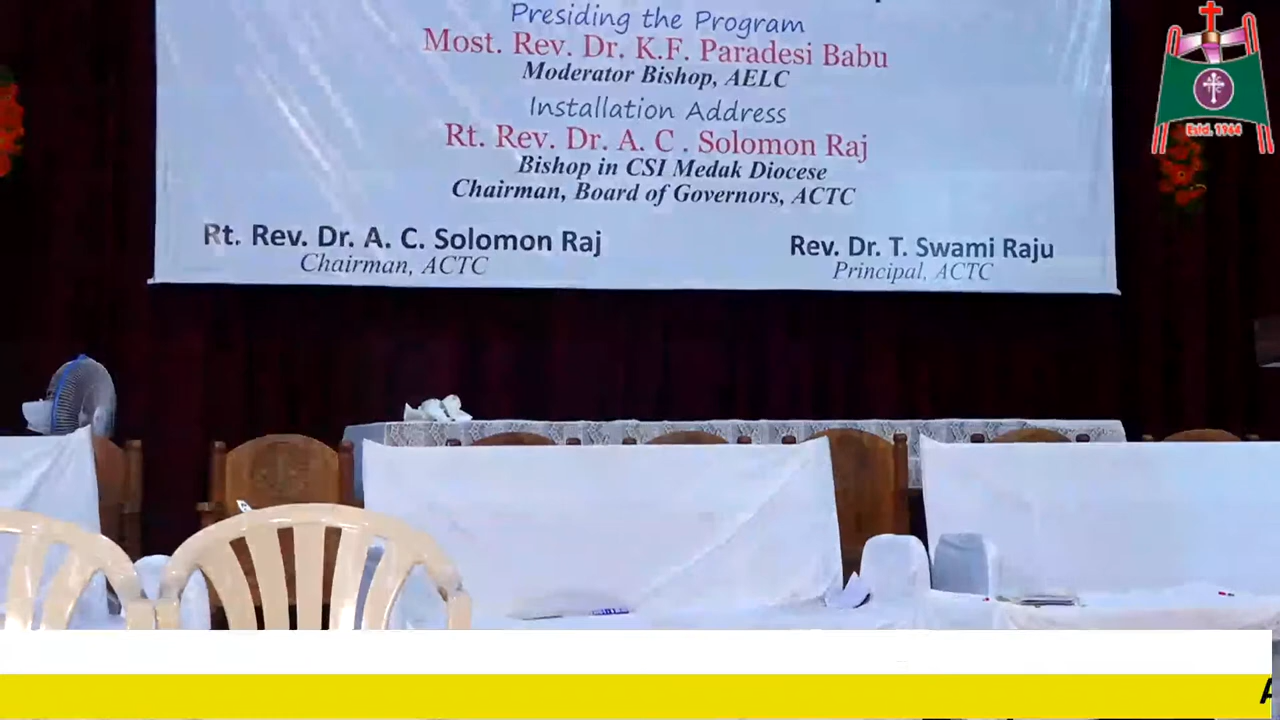 Presiding the Program
Most. Rev. Dr. K.F. Paradesi Babu
Moderator Bishop, AELC
Installation Address
Rt. Rev. Dr. A. C . Solomon Raj
Bishop in CSI Medak Diocese
Chairman, Board of Governors, ACTC
Rt. Rev. Dr. A. C. Solomon Raj
Chairman, ACTC
Rev. Dr. T. Swami Raju
Principal, ACTC
Estd. 1964